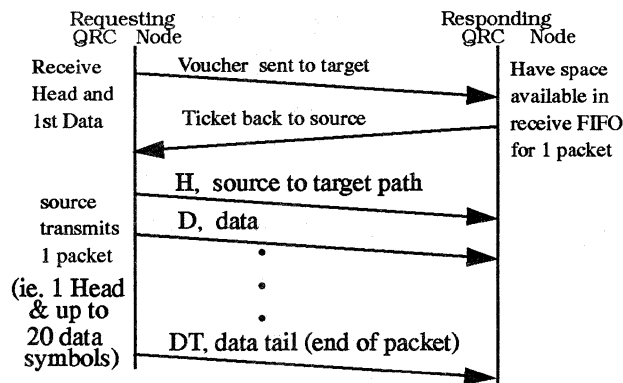 Requesting
QRC Node
Responding
QRC Node
Receive
Head and
1st Data
Voucher sent to target
Have space
available in
receive FIFO
for 1 packet
Ticket back to source
H, source to target path
source
transmits
1 packet
(ie. 1 Head
& up to
20 data
symbols)
D, data
DT, data tail (end of packet)